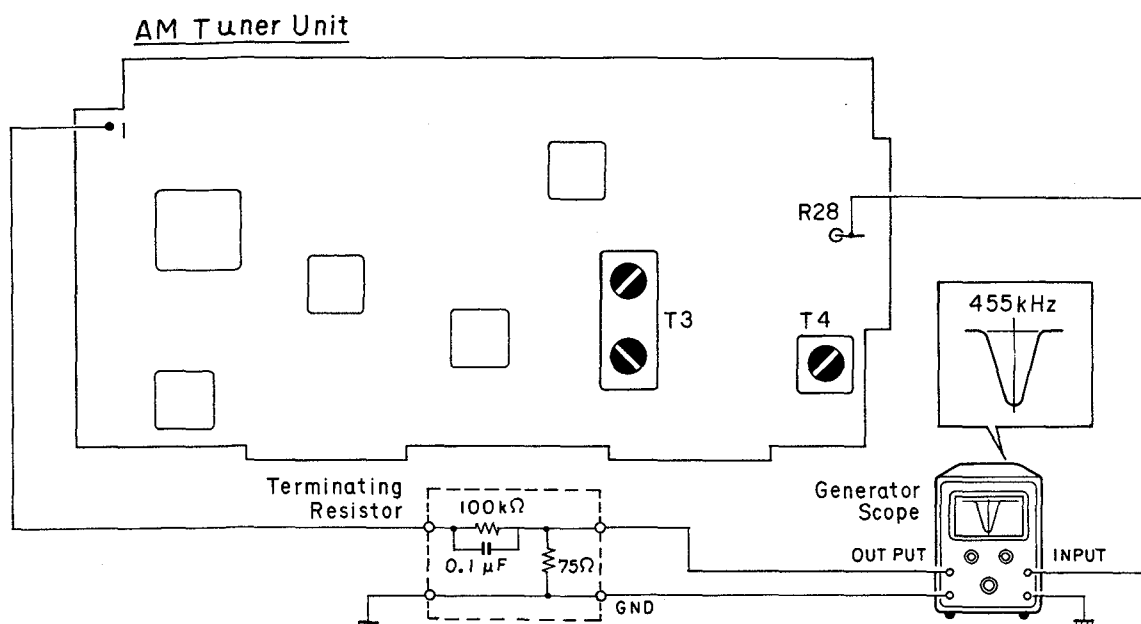 AM Tuner Unit
R28
T3
T4
455kHz
Terminating
Resistor
100kΩ
0.1 μF
75Ω
GND
Generator
Scope
OUT PUT
INPUT